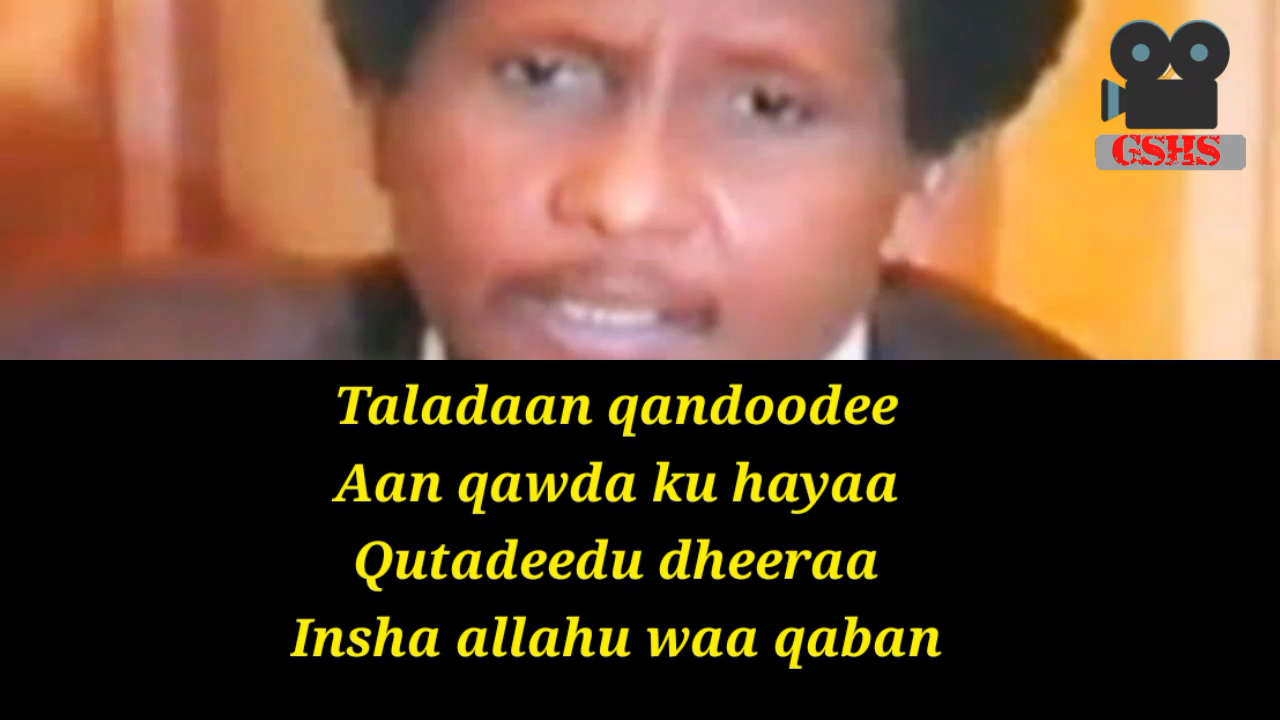 GSHS
Taladaan qandoodee
Aan qawda ku hayaa
Qutadeedu dheeraa
Insha allahu waa qaban